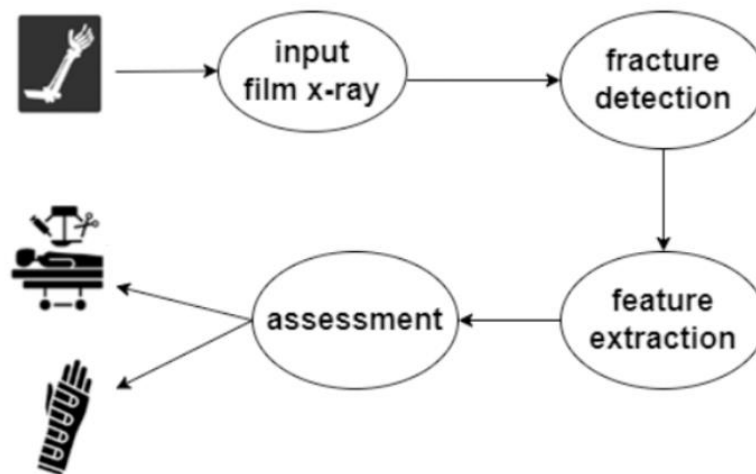 input
film x-ray
fracture
detection
feature
extraction
assessment